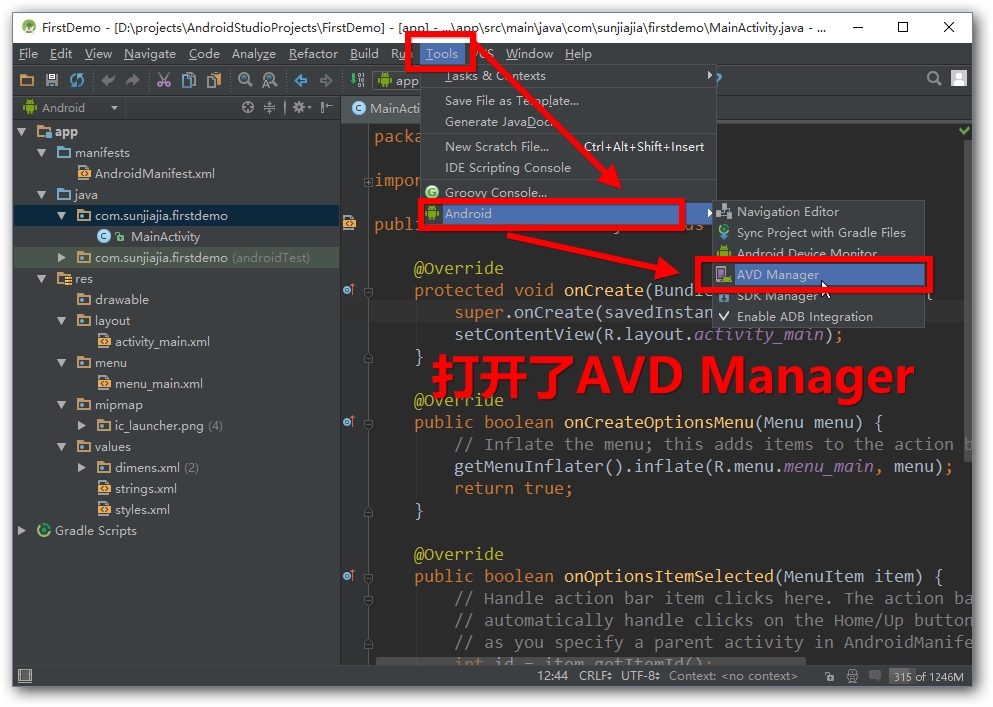 FirstDemo - [D:\projects\AndroidStudioProjects\FirstDemo] - [app] - ...\app\src\main\java\com\sunjiajia\firstdemo\MainActivity.java - ...
File Edit View Navigate Code Analyze Refactor Build Run Tools VCS Window Help
app
Android
MainActi
Tasks & Contexts
Save File as Template...
Generate JavaDoc...
New Scratch File... Ctrl+Alt+Shift+Insert
IDE Scripting Console
Groovy Console...
Android
Navigation Editor
Sync Project with Gradle Files
Android Device Monitor
AVD Manager
SDK Manager
Enable ADB Integration
app
manifests
AndroidManifest.xml
java
com.sunjiajia.firstdemo
MainActivity
com.sunjiajia.firstdemo (androidTest)
res
drawable
layout
activity_main.xml
menu
menu_main.xml
mipmap
ic_launcher.png (4)
values
dimens.xml (2)
strings.xml
styles.xml
Gradle Scripts
packa
impor
publi
@Override
protected void onCreate(Bundle {
super.onCreate(savedInstan
setContentView(R.layout.activity_main);
}
打开了AVD Manager
@Override
public boolean onCreateOptionsMenu(Menu menu) {
// Inflate the menu; this adds items to the action b
getMenuInflater().inflate(R.menu.menu_main, menu);
return true;
}
@Override
public boolean onOptionsItemSelected(MenuItem item) {
// Handle action bar item clicks here. The action ba
// automatically handle clicks on the Home/Up button
// as you specify a parent activity in AndroidManife
int id = item.getItemId();
12:44 CRLF UTF-8 Context: <no context> 315 of 1246M